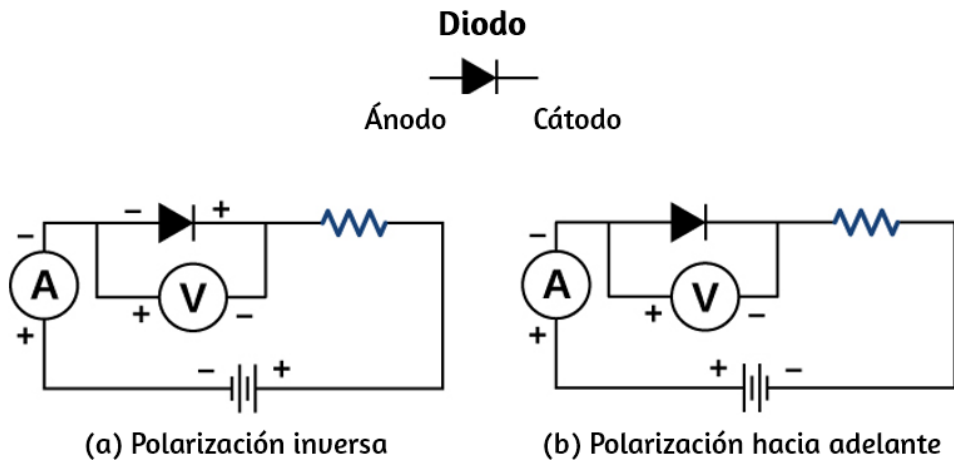 Diodo
Ánodo Cátodo
− + −
A + V − A + V −
+ +
− + + −
(a) Polarización inversa (b) Polarización hacia adelante